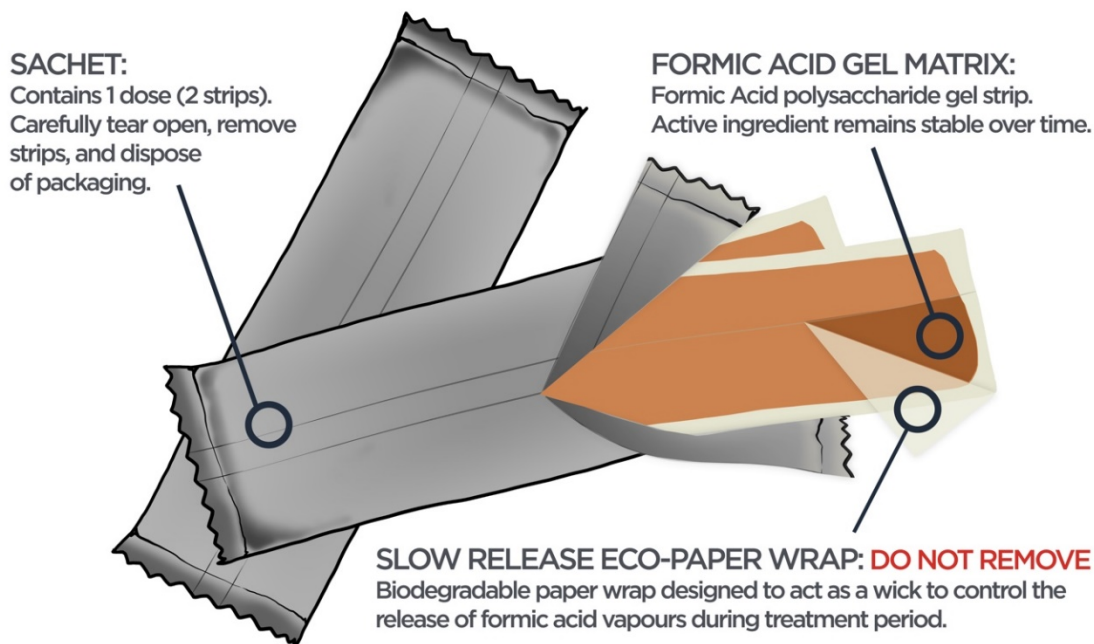 SACHET:
Contains 1 dose (2 strips).
Carefully tear open, remove
strips, and dispose
of packaging.
FORMIC ACID GEL MATRIX:
Formic Acid polysaccharide gel strip.
Active ingredient remains stable over time.
SLOW RELEASE ECO-PAPER WRAP: DO NOT REMOVE
Biodegradable paper wrap designed to act as a wick to control the
release of formic acid vapours during treatment period.